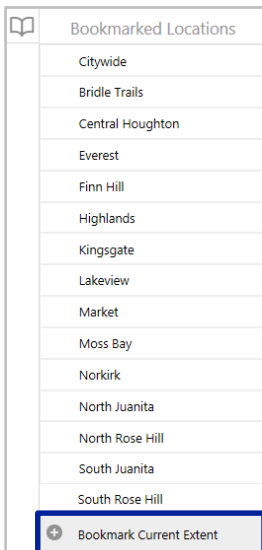 Bookmarked Locations
Citywide
Bridle Trails
Central Houghton
Everest
Finn Hill
Highlands
Kingsgate
Lakeview
Market
Moss Bay
Norkirk
North Juanita
North Rose Hill
South Juanita
South Rose Hill
Bookmark Current Extent